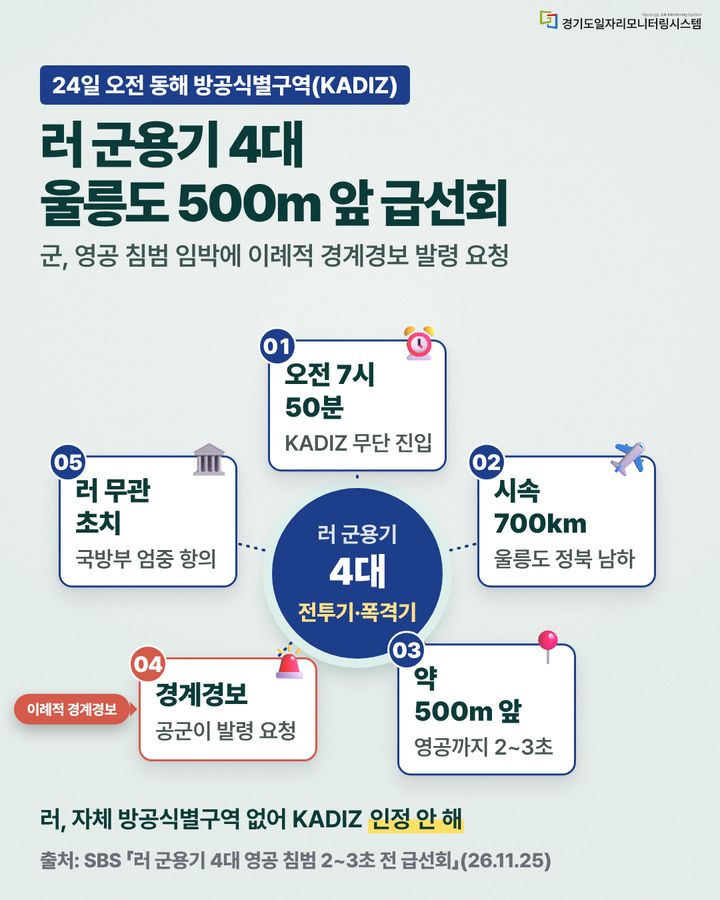 경기도일자리모니터링시스템
24일 오전 동해 방공식별구역(KADIZ)
러 군용기 4대
울릉도 500m 앞 급선회
군, 영공 침범 임박에 이례적 경계경보 발령 요청
01
오전 7시
50분
KADIZ 무단 진입
02
시속
700km
울릉도 정북 남하
03
약
500m 앞
영공까지 2~3초
04
경계경보
공군이 발령 요청
이례적 경계경보
05
러 무관
초치
국방부 엄중 항의
러 군용기
4대
전투기·폭격기
러, 자체 방공식별구역 없어 KADIZ 인정 안 해
출처: SBS 「러 군용기 4대 영공 침범 2~3초 전 급선회」(26.11.25)